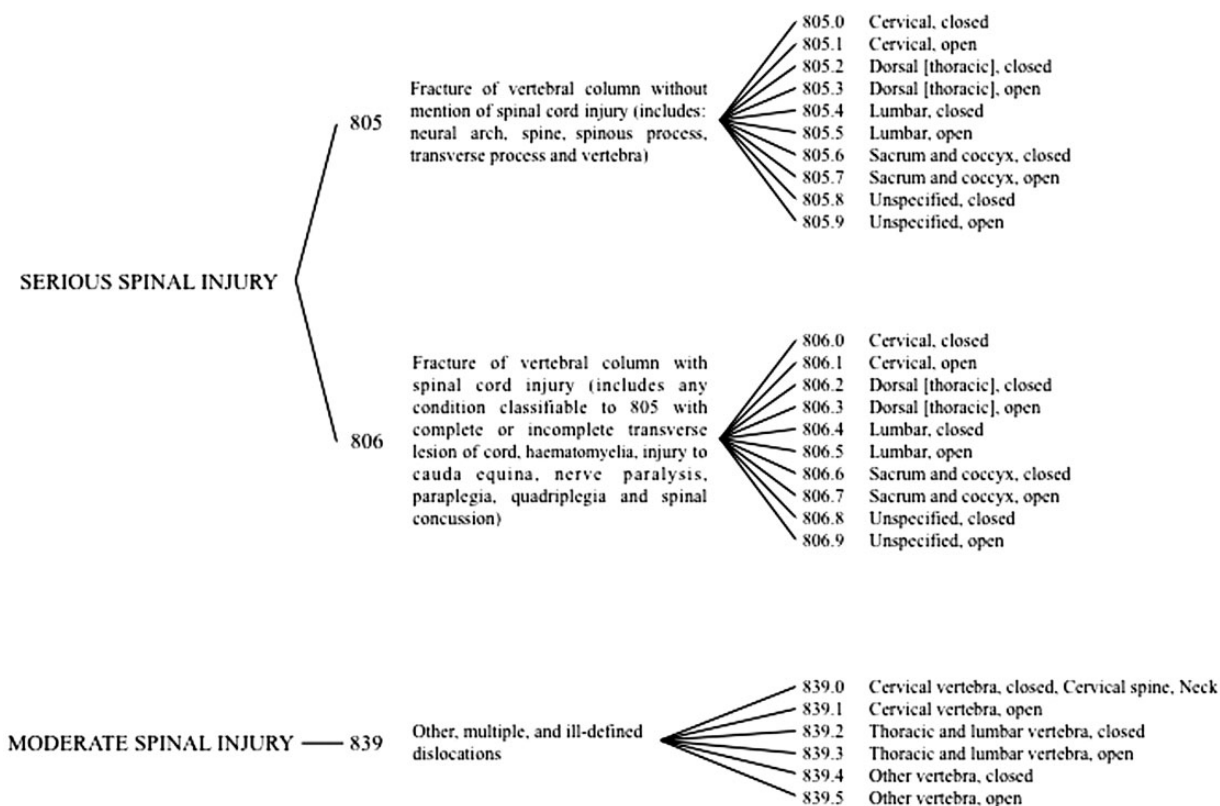 805.0 Cervical, closed
805.1 Cervical, open
805.2 Dorsal [thoracic], closed
805.3 Dorsal [thoracic], open
805.4 Lumbar, closed
805.5 Lumbar, open
805.6 Sacrum and coccyx, closed
805.7 Sacrum and coccyx, open
805.8 Unspecified, closed
805.9 Unspecified, open
805
Fracture of vertebral column without
mention of spinal cord injury (includes:
neural arch, spine, spinous process,
transverse process and vertebra)
SERIOUS SPINAL INJURY
806
Fracture of vertebral column with
spinal cord injury (includes any
condition classifiable to 805 with
complete or incomplete transverse
lesion of cord, haematomyelia, injury to
cauda equina, nerve paralysis,
paraplegia, quadriplegia and spinal
concussion)
806.0 Cervical, closed
806.1 Cervical, open
806.2 Dorsal [thoracic], closed
806.3 Dorsal [thoracic], open
806.4 Lumbar, closed
806.5 Lumbar, open
806.6 Sacrum and coccyx, closed
806.7 Sacrum and coccyx, open
806.8 Unspecified, closed
806.9 Unspecified, open
MODERATE SPINAL INJURY 839
Other, multiple, and ill-defined
dislocations
839.0 Cervical vertebra, closed, Cervical spine, Neck
839.1 Cervical vertebra, open
839.2 Thoracic and lumbar vertebra, closed
839.3 Thoracic and lumbar vertebra, open
839.4 Other vertebra, closed
839.5 Other vertebra, open